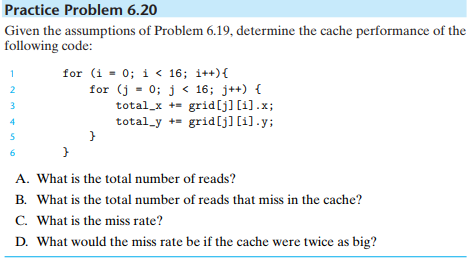 Practice Problem 6.20
Given the assumptions of Problem 6.19, determine the cache performance of the
following code:
1 for (i = 0; i < 16; i++){
2 for (j = 0; j < 16; j++) {
3 total_x += grid[j][i].x;
4 total_y += grid[j][i].y;
5 }
6 }
A. What is the total number of reads?
B. What is the total number of reads that miss in the cache?
C. What is the miss rate?
D. What would the miss rate be if the cache were twice as big?